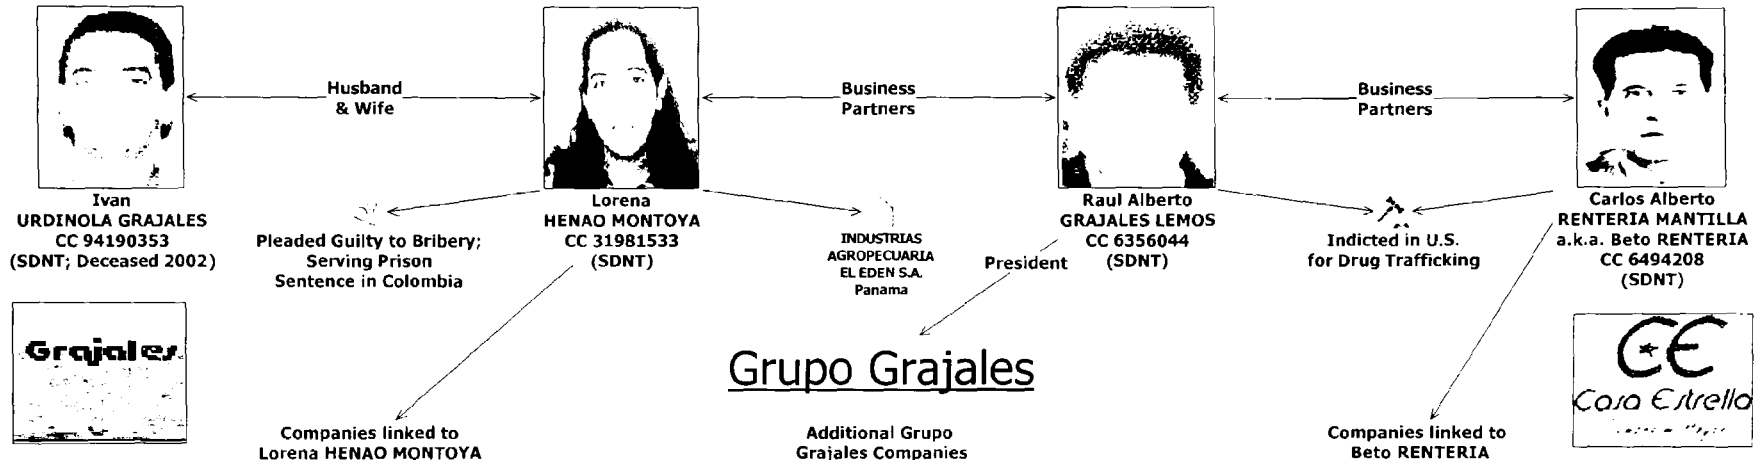 Husband
& Wife
Business
Partners
Business
Partners
Ivan
URDINOLA GRAJALES
CC 94190353
(SDNT; Deceased 2002)
Lorena
HENAO MONTOYA
CC 31981533
(SDNT)
Raul Alberto
GRAJALES LEMOS
CC 6356044
(SDNT)
Carlos Alberto
RENTERIA MANTILLA
a.k.a. Beto RENTERIA
CC 6494208
(SDNT)
Pleaded Guilty to Bribery;
Serving Prison
Sentence in Colombia
INDUSTRIAS
AGROPECUARIA
EL EDEN S.A.
Panama
President
Indicted in U.S.
for Drug Trafficking
Grajales
Grupo Grajales
CE
Casa Estrella
Companies linked to
Lorena HENAO MONTOYA
Additional Grupo
Grajales Companies
Companies linked to
Beto RENTERIA